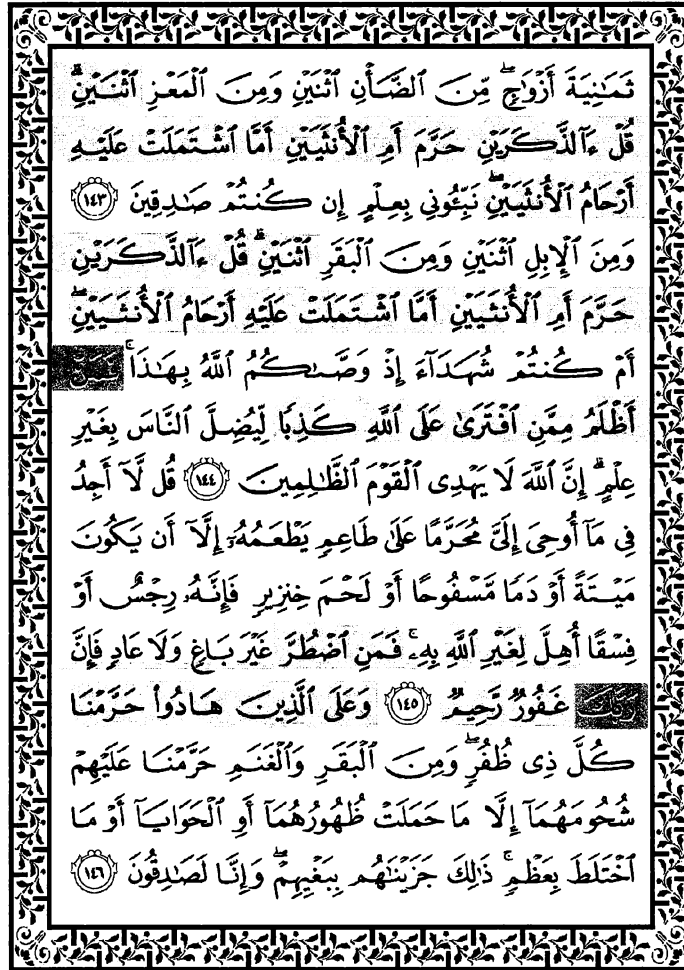 ثَمَٰنِيَةَ أَزْوَٰجٍۖ مِّنَ ٱلضَّأْنِ ٱثْنَيْنِ وَمِنَ ٱلْمَعْزِ ٱثْنَيْنِۗ
قُلْ ءَآلذَّكَرَيْنِ حَرَّمَ أَمِ ٱلْأُنثَيَيْنِ أَمَّا ٱشْتَمَلَتْ عَلَيْهِ
أَرْحَامُ ٱلْأُنثَيَيْنِۖ نَبِّـُٔونِى بِعِلْمٍ إِن كُنتُمْ صَٰدِقِينَ ١٤٣
وَمِنَ ٱلْإِبِلِ ٱثْنَيْنِ وَمِنَ ٱلْبَقَرِ ٱثْنَيْنِۗ قُلْ ءَآلذَّكَرَيْنِ
حَرَّمَ أَمِ ٱلْأُنثَيَيْنِ أَمَّا ٱشْتَمَلَتْ عَلَيْهِ أَرْحَامُ ٱلْأُنثَيَيْنِۖ
أَمْ كُنتُمْ شُهَدَآءَ إِذْ وَصَّىٰكُمُ ٱللَّهُ بِهَٰذَاۚ فَمَنْ
أَظْلَمُ مِمَّنِ ٱفْتَرَىٰ عَلَى ٱللَّهِ كَذِبًا لِّيُضِلَّ ٱلنَّاسَ بِغَيْرِ
عِلْمٍۗ إِنَّ ٱللَّهَ لَا يَهْدِى ٱلْقَوْمَ ٱلظَّٰلِمِينَ ١٤٤ قُل لَّآ أَجِدُ
فِى مَآ أُوحِىَ إِلَىَّ مُحَرَّمًا عَلَىٰ طَاعِمٍ يَطْعَمُهُۥٓ إِلَّآ أَن يَكُونَ
مَيْتَةً أَوْ دَمًا مَّسْفُوحًا أَوْ لَحْمَ خِنزِيرٍ فَإِنَّهُۥ رِجْسٌ أَوْ
فِسْقًا أُهِلَّ لِغَيْرِ ٱللَّهِ بِهِۦۚ فَمَنِ ٱضْطُرَّ غَيْرَ بَاغٍ وَلَا عَادٍ فَإِنَّ
رَبَّكَ غَفُورٌ رَّحِيمٌ ١٤٥ وَعَلَى ٱلَّذِينَ هَادُوا۟ حَرَّمْنَا
كُلَّ ذِى ظُفُرٍۖ وَمِنَ ٱلْبَقَرِ وَٱلْغَنَمِ حَرَّمْنَا عَلَيْهِمْ
شُحُومَهُمَآ إِلَّا مَا حَمَلَتْ ظُهُورُهُمَآ أَوِ ٱلْحَوَايَآ أَوْ مَا
ٱخْتَلَطَ بِعَظْمٍۚ ذَٰلِكَ جَزَيْنَٰهُم بِبَغْيِهِمْۖ وَإِنَّا لَصَٰدِقُونَ ١٤٦